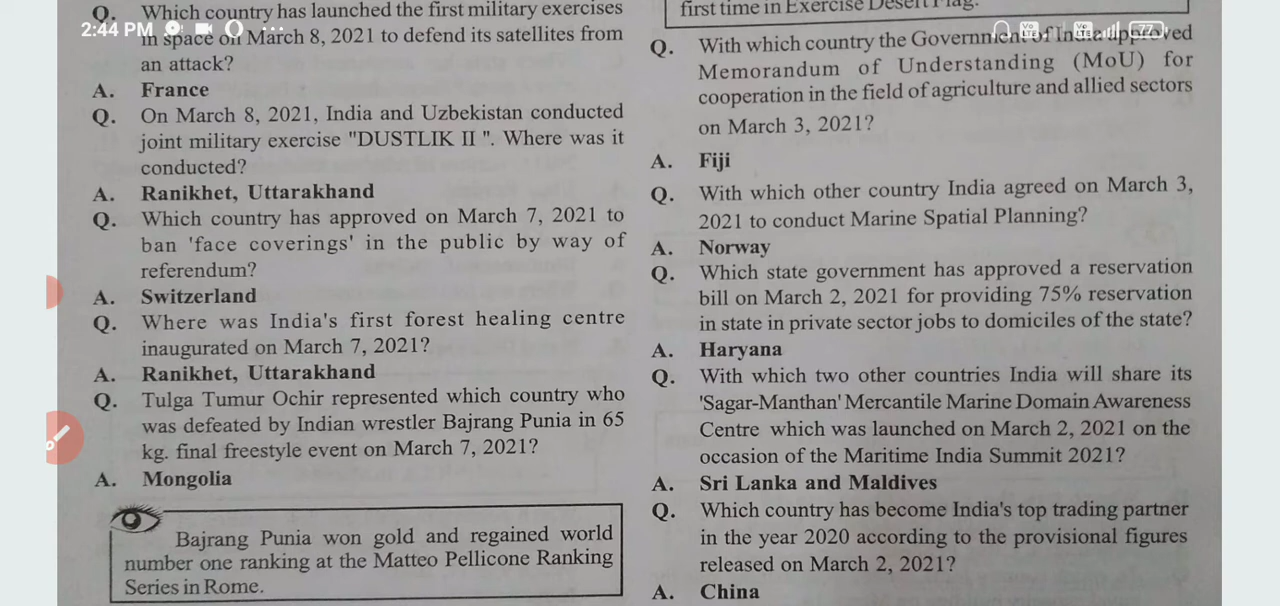 Q. Which country has launched the first military exercises
2:44 PM
in space on March 8, 2021 to defend its satellites from
an attack?
A. France
Q. On March 8, 2021, India and Uzbekistan conducted
joint military exercise "DUSTLIK II ". Where was it
conducted?
A. Ranikhet, Uttarakhand
Q. Which country has approved on March 7, 2021 to
ban 'face coverings' in the public by way of
referendum?
A. Switzerland
Q. Where was India's first forest healing centre
inaugurated on March 7, 2021?
A. Ranikhet, Uttarakhand
Q. Tulga Tumur Ochir represented which country who
was defeated by Indian wrestler Bajrang Punia in 65
kg. final freestyle event on March 7, 2021?
A. Mongolia
Bajrang Punia won gold and regained world
number one ranking at the Matteo Pellicone Ranking
Series in Rome.
first time in Exercise Desert Flag.
77
Q. With which country the Government of India approved
Memorandum of Understanding (MoU) for
cooperation in the field of agriculture and allied sectors
on March 3, 2021?
A. Fiji
Q. With which other country India agreed on March 3,
2021 to conduct Marine Spatial Planning?
A. Norway
Q. Which state government has approved a reservation
bill on March 2, 2021 for providing 75% reservation
in state in private sector jobs to domiciles of the state?
A. Haryana
Q. With which two other countries India will share its
'Sagar-Manthan' Mercantile Marine Domain Awareness
Centre which was launched on March 2, 2021 on the
occasion of the Maritime India Summit 2021?
A. Sri Lanka and Maldives
Q. Which country has become India's top trading partner
in the year 2020 according to the provisional figures
released on March 2, 2021?
A. China